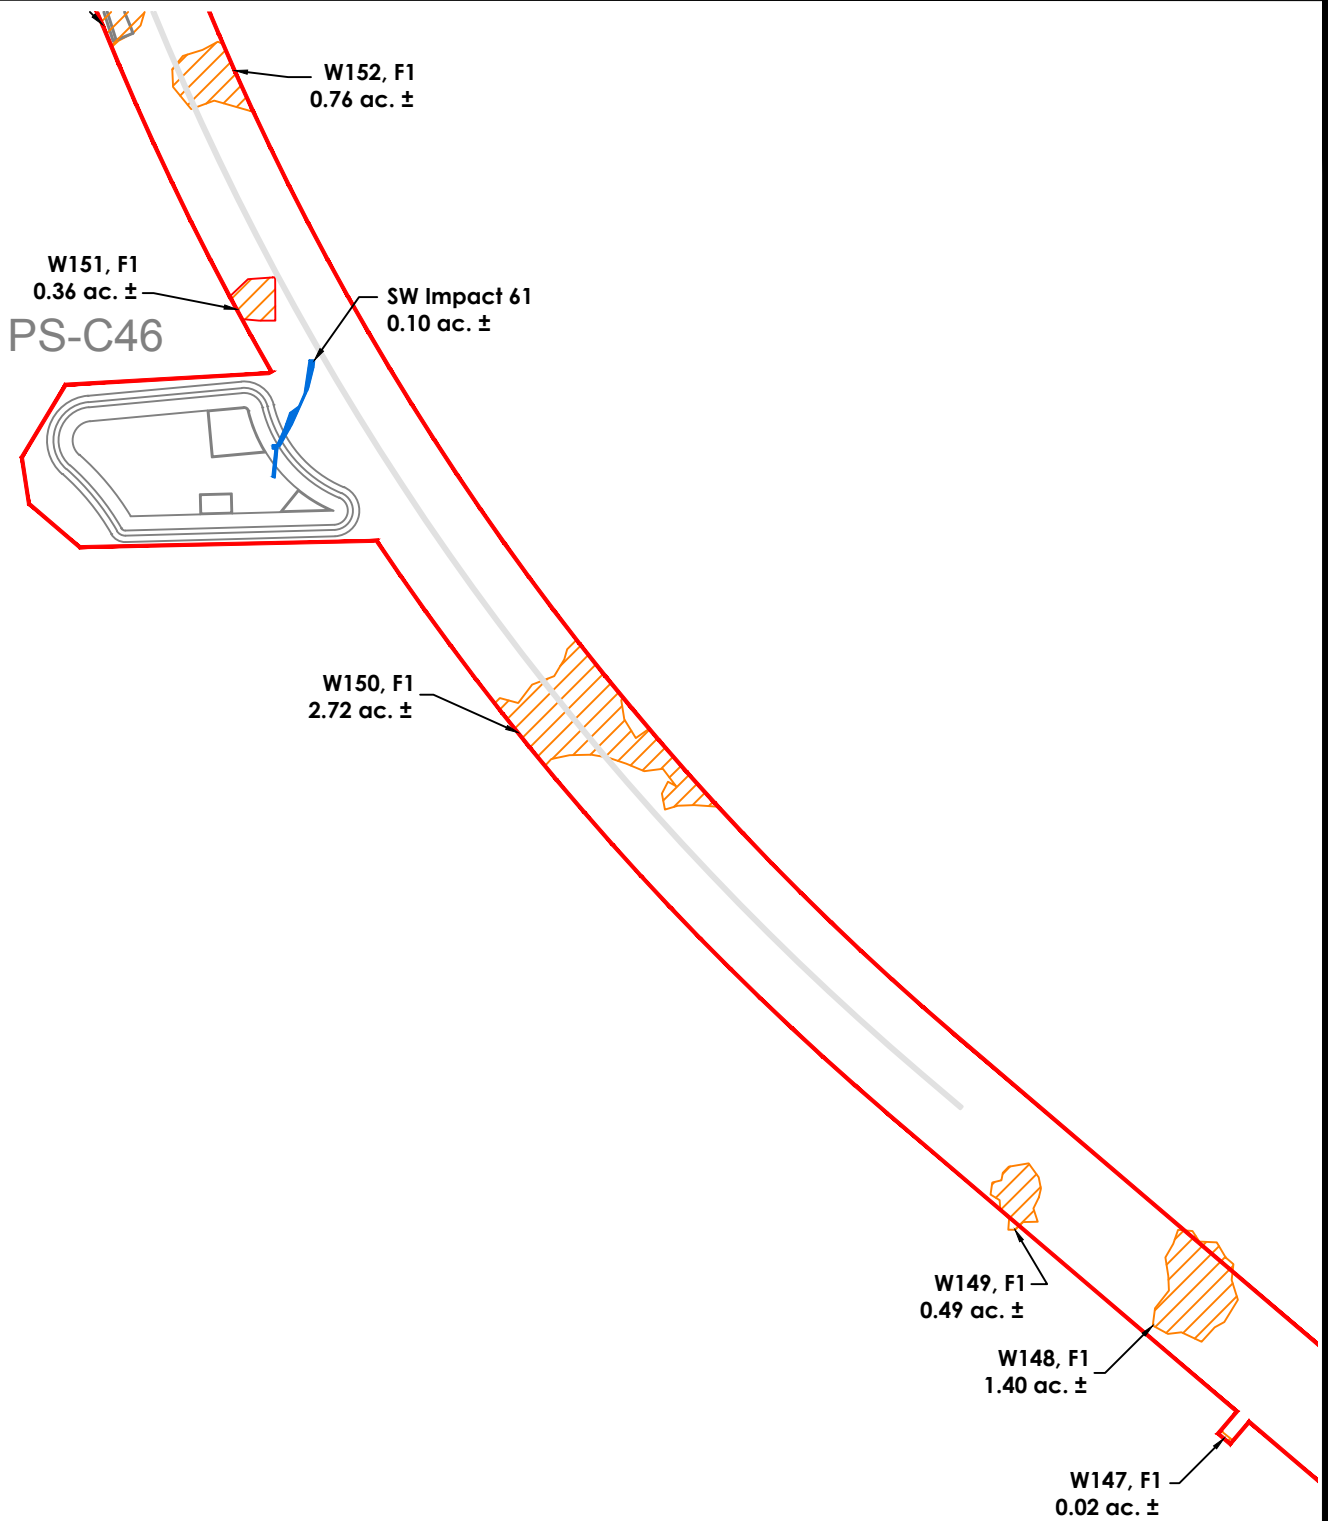 W152, F1
0.76 ac. ±
W151, F1
0.36 ac. ±
SW Impact 61
0.10 ac. ±
PS-C46
W150, F1
2.72 ac. ±
W149, F1
0.49 ac. ±
W148, F1
1.40 ac. ±
W147, F1
0.02 ac. ±